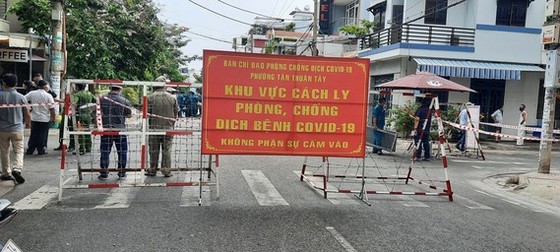 BAN CHỈ ĐẠO PHÒNG CHỐNG DỊCH COVID-19
PHƯỜNG TÂN THUẬN TÂY
KHU VỰC CÁCH LY
PHÒNG, CHỐNG
DỊCH BỆNH COVID-19
KHÔNG PHẬN SỰ CẤM VÀO
COFFEE